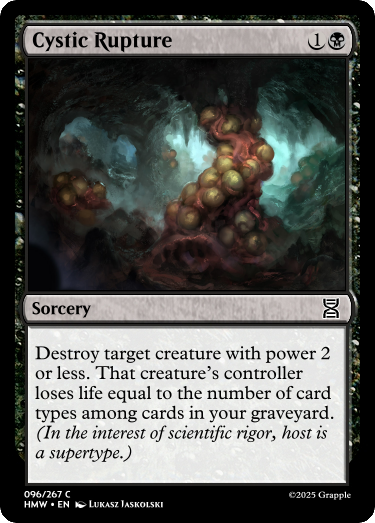 Cystic Rupture 1
Sorcery
Destroy target creature with power 2
or less. That creature's controller
loses life equal to the number of card
types among cards in your graveyard.
(In the interest of scientific rigor, host is
a supertype.)
096/267 C
HMW • EN Lukasz Jaskolski
©2025 Grapple